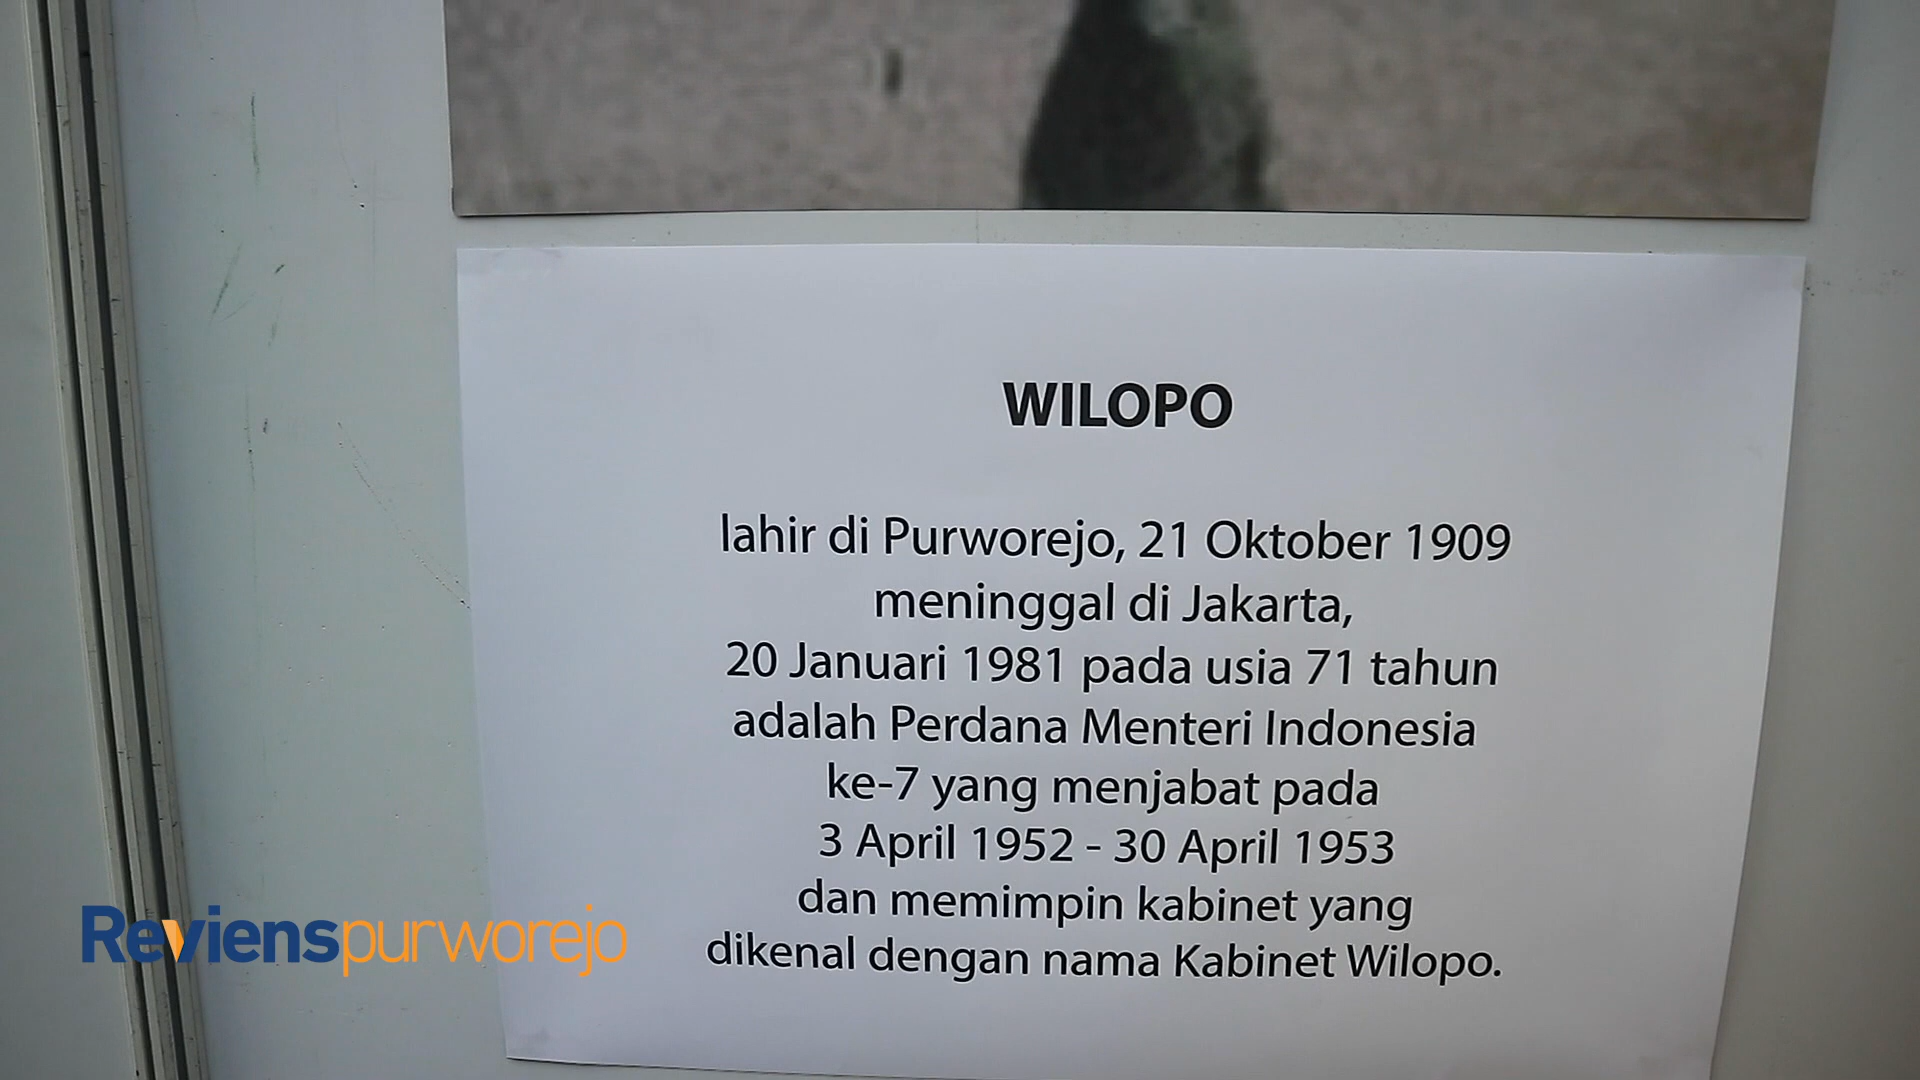 WILOPO
lahir di Purworejo, 21 Oktober 1909
meninggal di Jakarta,
20 Januari 1981 pada usia 71 tahun
adalah Perdana Menteri Indonesia
ke-7 yang menjabat pada
3 April 1952 - 30 April 1953
dan memimpin kabinet yang
dikenal dengan nama Kabinet Wilopo.
Revienspurworejo